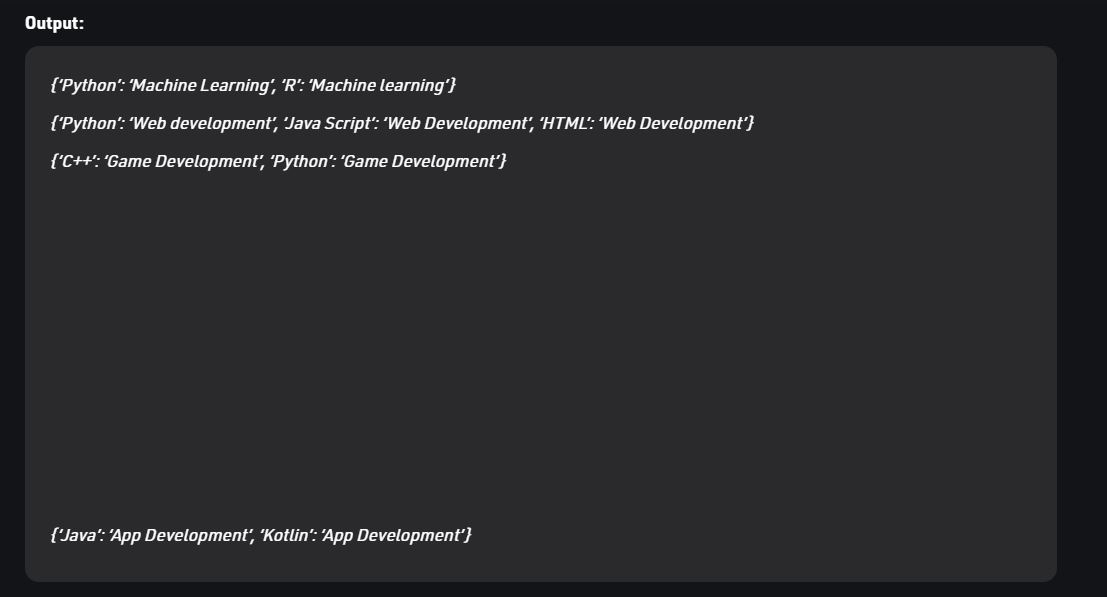 Output:
{‘Python’: ‘Machine Learning’, ‘R’: ‘Machine learning’}
{‘Python’: ‘Web development’, ‘Java Script’: ‘Web Development’, ‘HTML’: ‘Web Development’}
{‘C++’: ‘Game Development’, ‘Python’: ‘Game Development’}
{‘Java’: ‘App Development’, ‘Kotlin’: ‘App Development’}